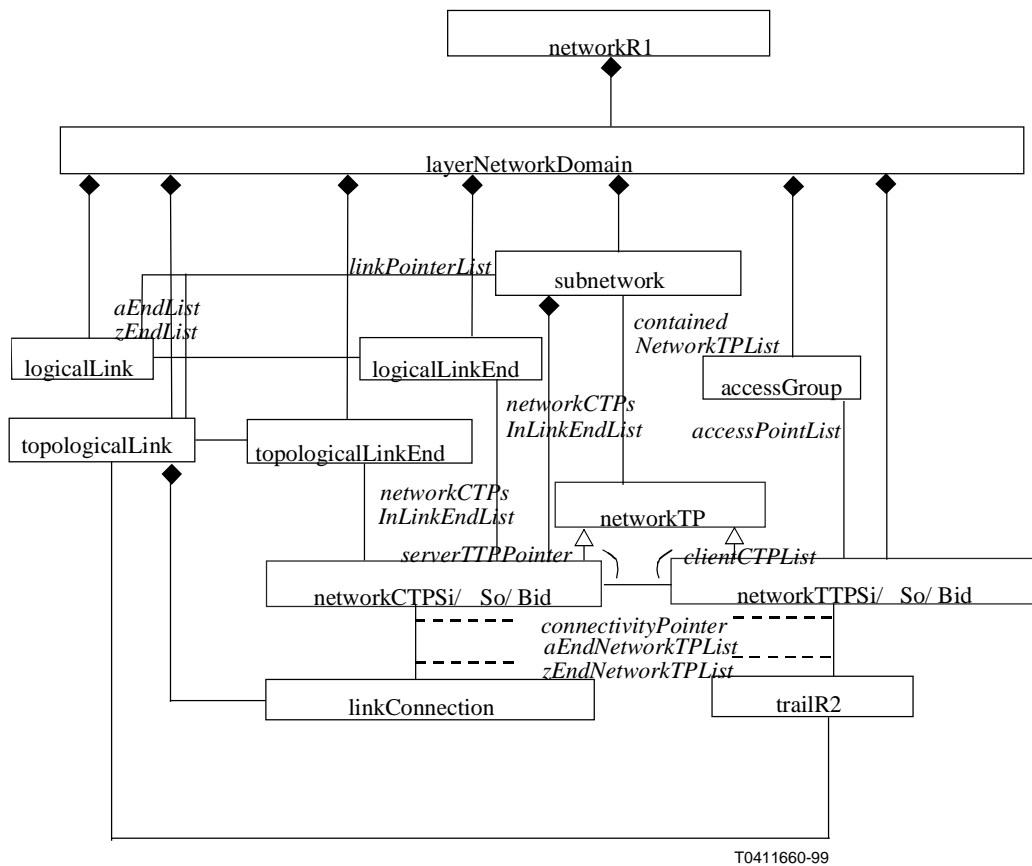 networkR1
layerNetworkDomain
linkPointerList
subnetwork
aEndList
zEndList
contained
NetworkTPList
logicalLink
logicalLinkEnd
accessGroup
networkCTPs
InLinkEndList
accessPointList
topologicalLink
topologicalLinkEnd
networkCTPs
InLinkEndList
networkTP
serverTTPPointer
clientCTPList
networkCTPSi/ So/ Bid
networkTTPSi/ So/ Bid
connectivityPointer
aEndNetworkTPList
zEndNetworkTPList
linkConnection
trailR2
T0411660-99